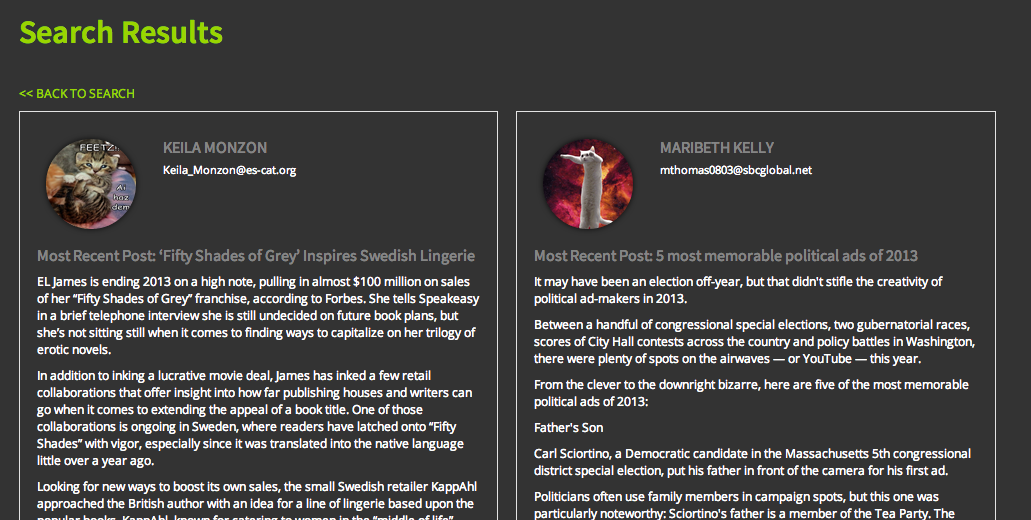 Search Results
<< BACK TO SEARCH
FEETZ!
Ai
haz
dem
KEILA MONZON
Keila_Monzon@es-cat.org
Most Recent Post: ‘Fifty Shades of Grey’ Inspires Swedish Lingerie
EL James is ending 2013 on a high note, pulling in almost $100 million on sales
of her “Fifty Shades of Grey” franchise, according to Forbes. She tells Speakeasy
in a brief telephone interview she is still undecided on future book plans, but
she’s not sitting still when it comes to finding ways to capitalize on her trilogy of
erotic novels.
In addition to inking a lucrative movie deal, James has inked a few retail
collaborations that offer insight into how far publishing houses and writers can
go when it comes to extending the appeal of a book title. One of those
collaborations is ongoing in Sweden, where readers have latched onto “Fifty
Shades” with vigor, especially since it was translated into the native language
little over a year ago.
Looking for new ways to boost its own sales, the small Swedish retailer KappAhl
approached the British author with an idea for a line of lingerie based upon the
popular books. KappAhl, known for catering to women in the “middle of life”
MARIBETH KELLY
mthomas0803@sbcglobal.net
Most Recent Post: 5 most memorable political ads of 2013
It may have been an election off-year, but that didn't stifle the creativity of
political ad-makers in 2013.
Between a handful of congressional special elections, two gubernatorial races,
scores of City Hall contests across the country and policy battles in Washington,
there were plenty of spots on the airwaves — or YouTube — this year.
From the clever to the downright bizarre, here are five of the most memorable
political ads of 2013:
Father's Son
Carl Sciortino, a Democratic candidate in the Massachusetts 5th congressional
district special election, put his father in front of the camera for his first ad.
Politicians often use family members in campaign spots, but this one was
particularly noteworthy: Sciortino's father is a member of the Tea Party. The